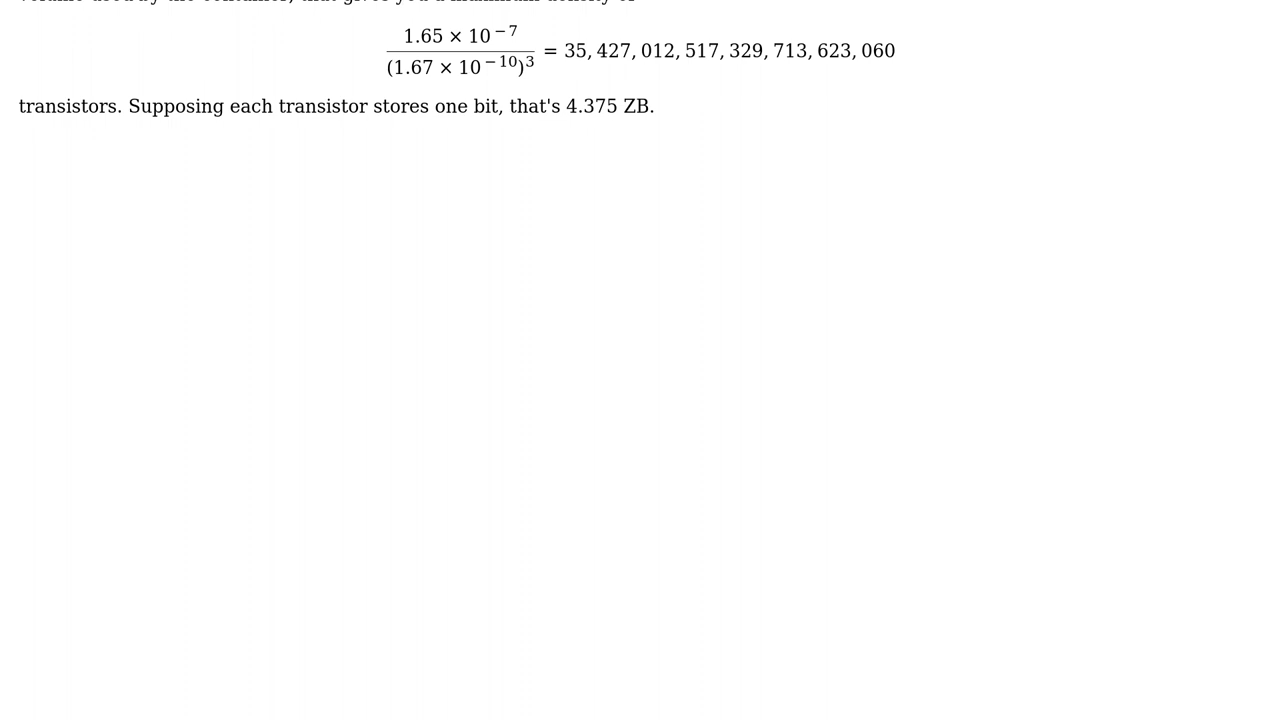 1.65 × 10⁻⁷
(1.67 × 10⁻¹⁰)³ = 35, 427, 012, 517, 329, 713, 623, 060
transistors. Supposing each transistor stores one bit, that's 4.375 ZB.